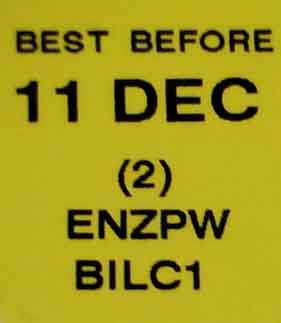 BEST BEFORE
11 DEC
(2)
ENZPW
BILC1